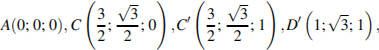 A(0; 0; 0), C(3/2; √3/2; 0), C′(3/2; √3/2; 1), D′(1; √3; 1),